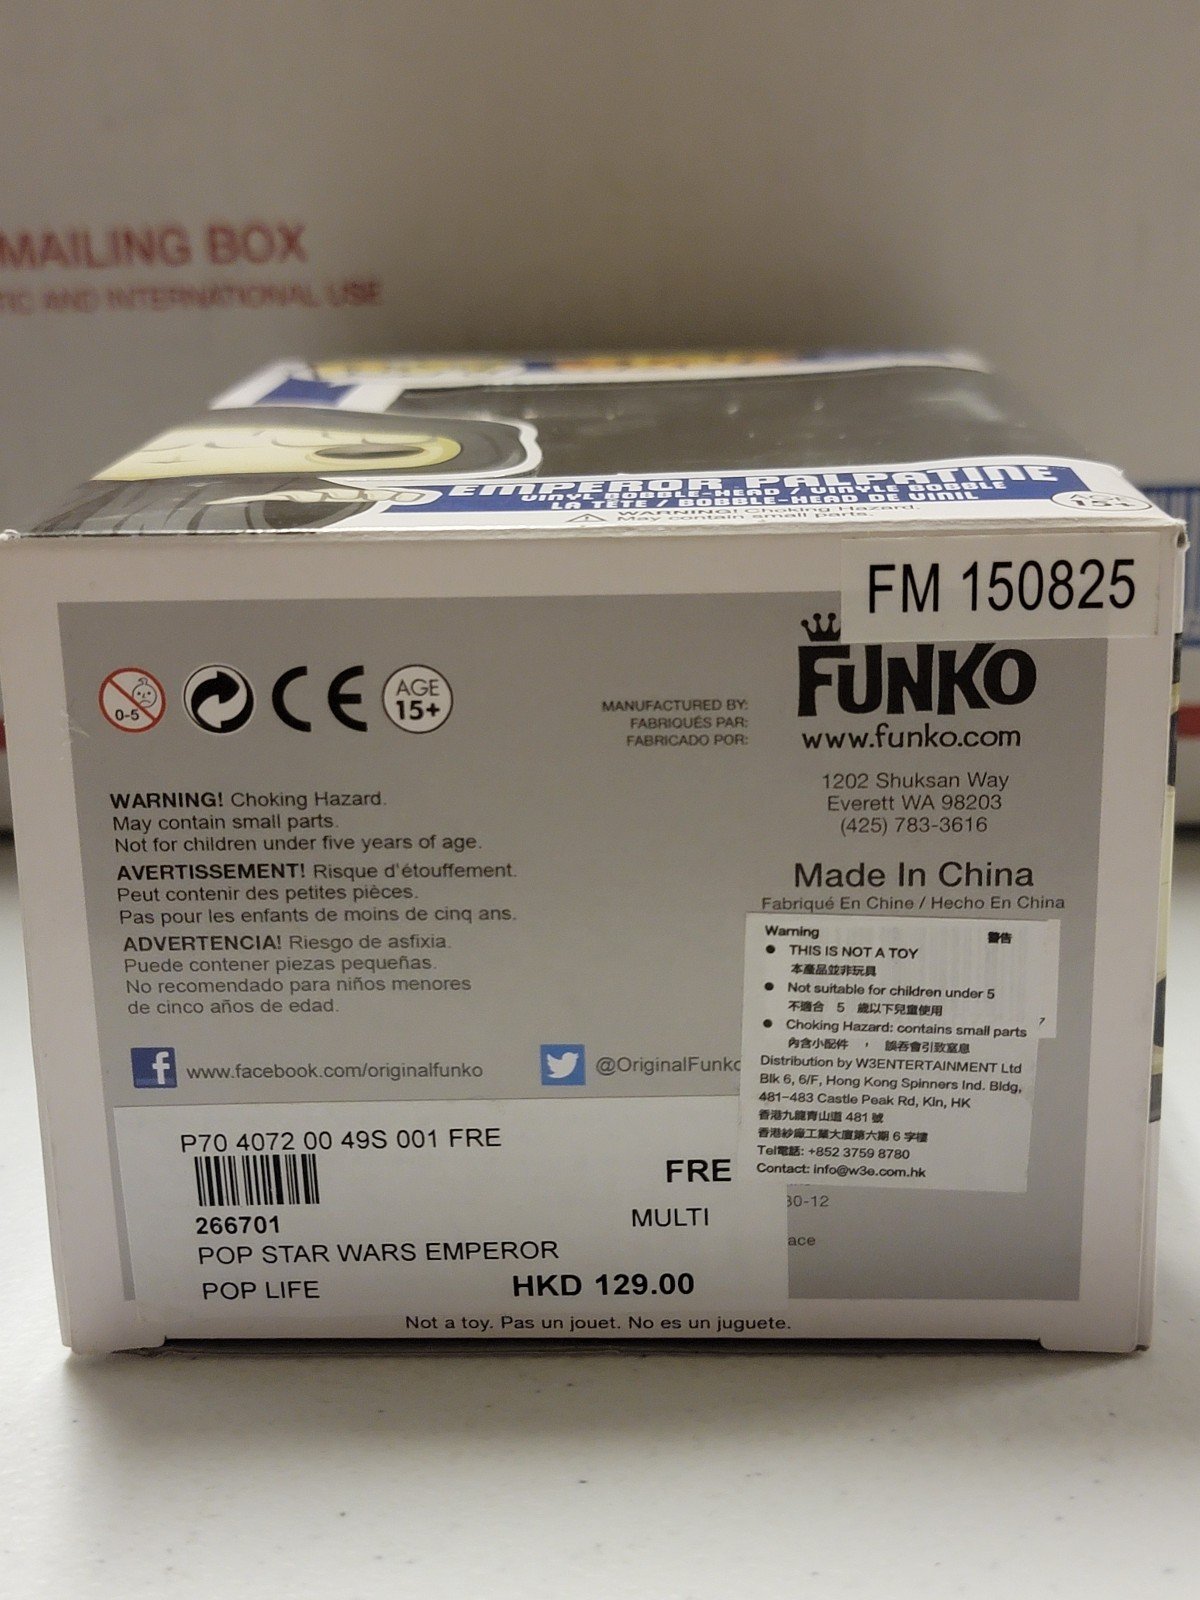 MAILING BOX
TIC AND INTERNATIONAL USE
EMPEROR PALPATINE
VINYL BOBBLE-HEAD / VINYLE BOBBLE
LA TÊTE / BOBBLE-HEAD DE VINIL
WARNING! Choking Hazard.
May contain small parts.
AGE
15+
FM 150825
0-5
CE
AGE
15+
MANUFACTURED BY:
FABRIQUÉS PAR:
FABRICADO POR:
FUNKO
www.funko.com
1202 Shuksan Way
Everett WA 98203
(425) 783-3616
Made In China
Fabriqué En Chine / Hecho En China
WARNING! Choking Hazard.
May contain small parts.
Not for children under five years of age.
AVERTISSEMENT! Risque d'étouffement.
Peut contenir des petites pièces.
Pas pour les enfants de moins de cinq ans.
ADVERTENCIA! Riesgo de asfixia.
Puede contener piezas pequeñas.
No recomendado para niños menores
de cinco años de edad.
f www.facebook.com/originalfunko
@OriginalFunko
Warning 警告
● THIS IS NOT A TOY
本產品並非玩具
● Not suitable for children under 5
不適合 5 歲以下兒童使用
● Choking Hazard: contains small parts
內含小配件 , 誤吞會引致窒息
Distribution by W3ENTERTAINMENT Ltd
Blk 6, 6/F, Hong Kong Spinners Ind. Bldg,
481-483 Castle Peak Rd, Kln, HK
香港九龍青山道 481 號
香港紗廠工業大廈第六期 6 字樓
Tel電話: +852 3759 8780
Contact: info@w3e.com.hk
7
30-12
ace
P70 4072 00 49S 001 FRE
FRE
266701
MULTI
POP STAR WARS EMPEROR
POP LIFE HKD 129.00
Not a toy. Pas un jouet. No es un juguete.